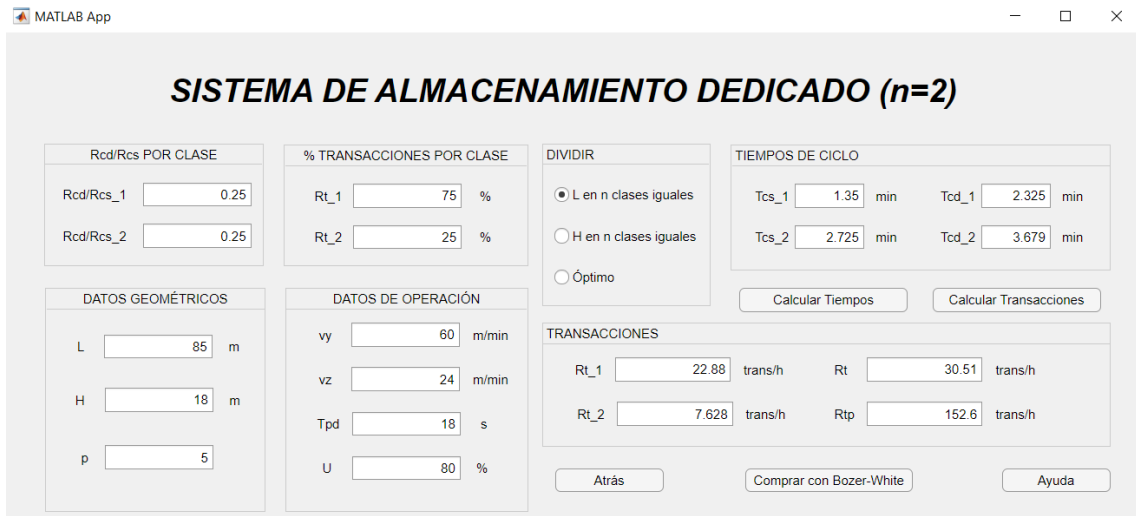 MATLAB App
SISTEMA DE ALMACENAMIENTO DEDICADO (n=2)
Rcd/Rcs POR CLASE
Rcd/Rcs_1 0.25
Rcd/Rcs_2 0.25
% TRANSACCIONES POR CLASE
Rt_1 75 %
Rt_2 25 %
DIVIDIR
L en n clases iguales
H en n clases iguales
Óptimo
TIEMPOS DE CICLO
Tcs_1 1.35 min Tcd_1 2.325 min
Tcs_2 2.725 min Tcd_2 3.679 min
Calcular Tiempos Calcular Transacciones
DATOS GEOMÉTRICOS
L 85 m
H 18 m
p 5
DATOS DE OPERACIÓN
vy 60 m/min
vz 24 m/min
Tpd 18 s
U 80 %
TRANSACCIONES
Rt_1 22.88 trans/h Rt 30.51 trans/h
Rt_2 7.628 trans/h Rtp 152.6 trans/h
Atrás Comprar con Bozer-White Ayuda